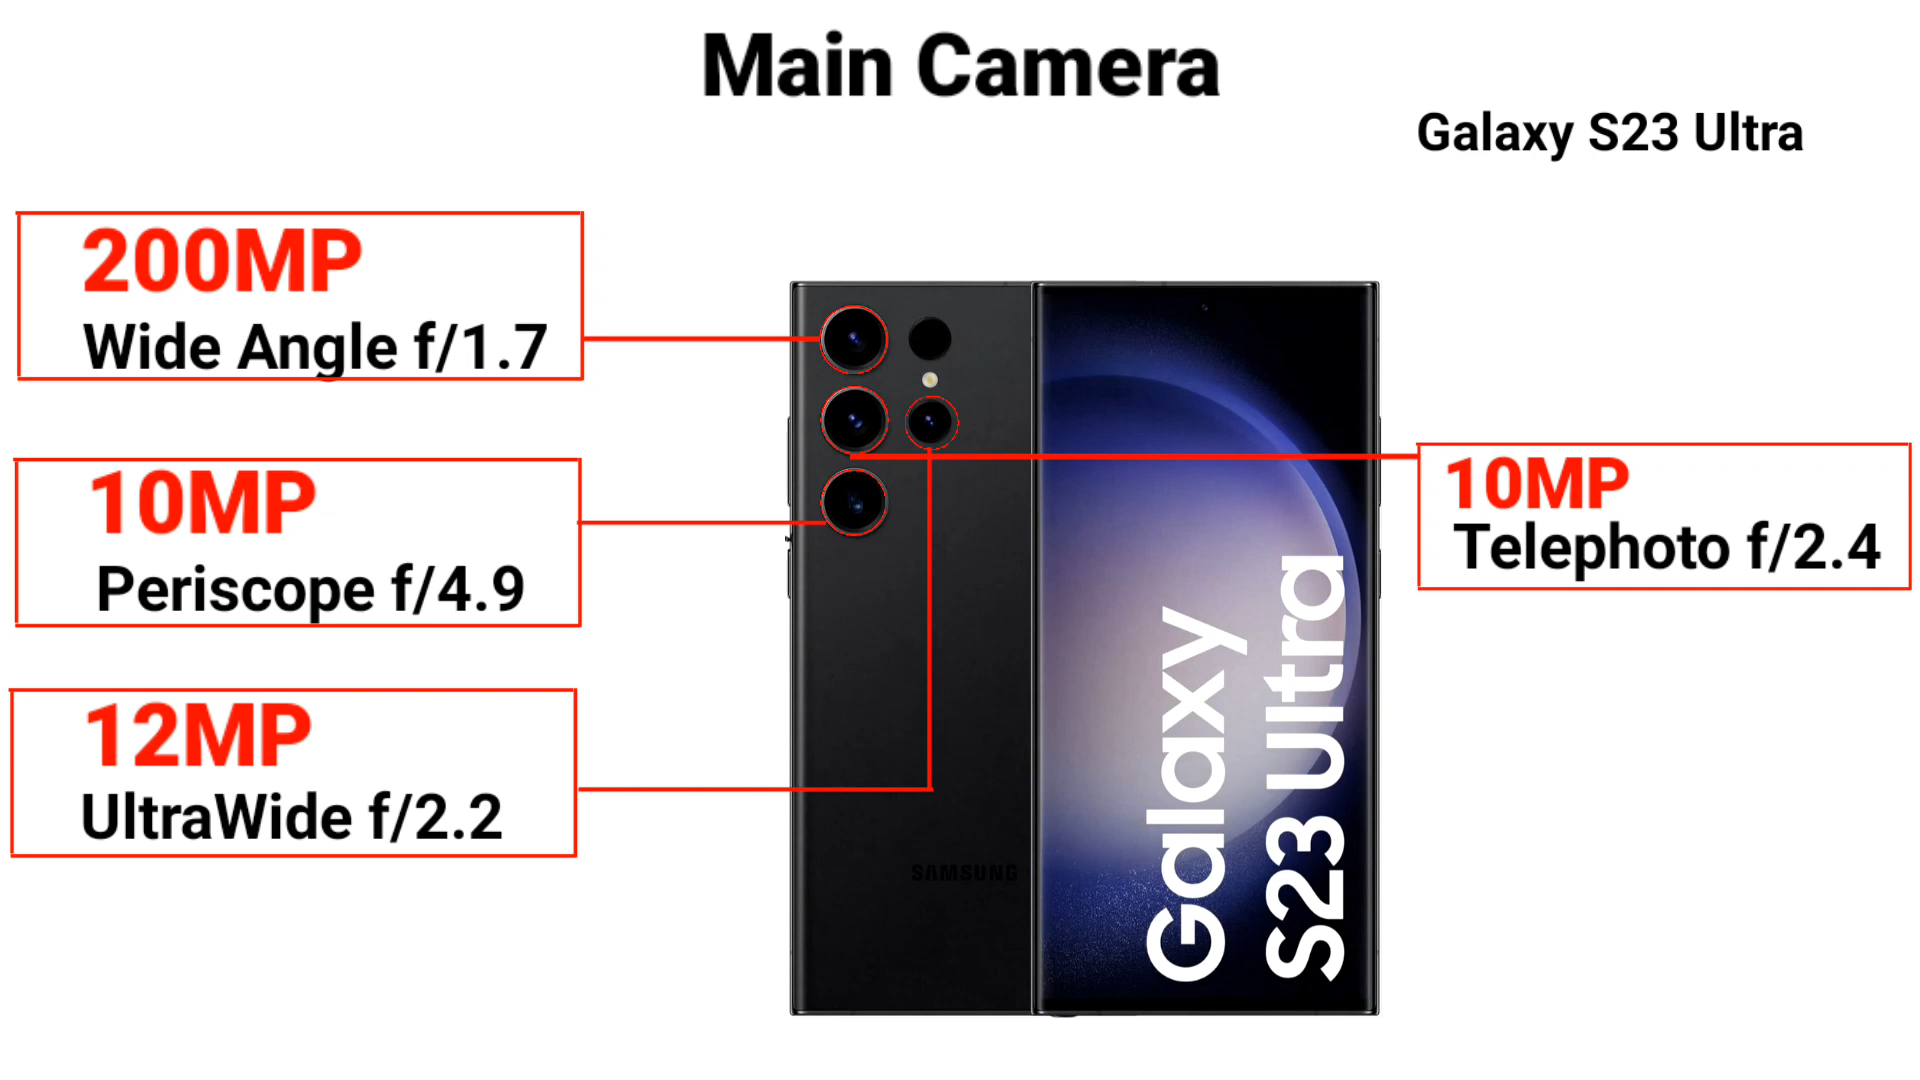 Main Camera
Galaxy S23 Ultra
200MP
Wide Angle f/1.7
10MP
Periscope f/4.9
12MP
UltraWide f/2.2
10MP
Telephoto f/2.4
SAMSUNG
Galaxy
S23 Ultra